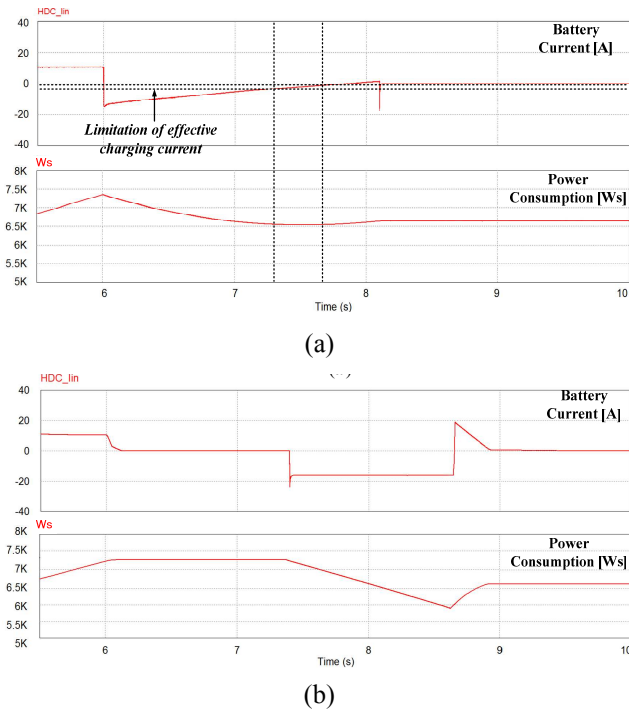 HDC_Iin
40
20
0
-20
-40
Battery
Current [A]
Limitation of effective
charging current
Ws
8K
7.5K
7K
6.5K
6K
5.5K
5K
Power
Consumption [Ws]
6 7 8 9 10
Time (s)
(a)
HDC_Iin
40
20
0
-20
-40
Battery
Current [A]
Ws
8K
7.5K
7K
6.5K
6K
5.5K
5K
Power
Consumption [Ws]
6 7 8 9 10
Time (s)
(b)